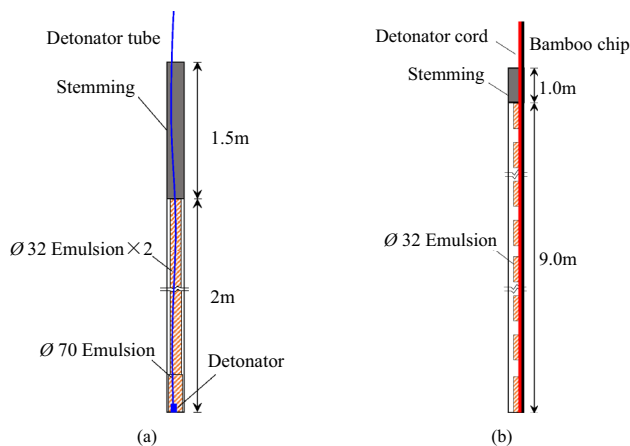 Detonator tube
Stemming
1.5m
Ø 32 Emulsion×2
2m
Ø 70 Emulsion
Detonator
(a)
Detonator cord
Bamboo chip
Stemming
1.0m
Ø 32 Emulsion
9.0m
(b)